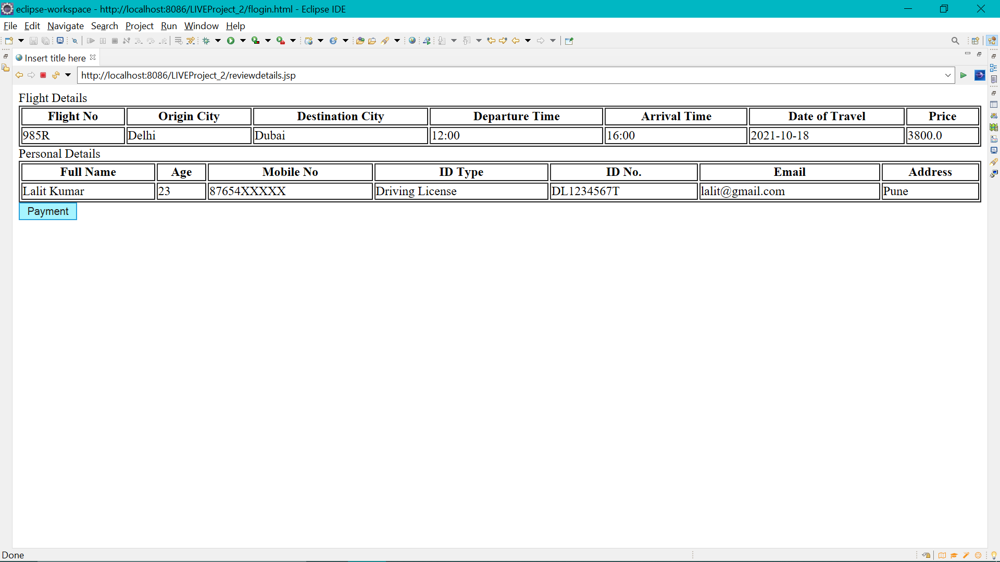 eclipse-workspace - http://localhost:8086/LIVEProject_2/flogin.html - Eclipse IDE
File Edit Navigate Search Project Run Window Help
Insert title here
http://localhost:8086/LIVEProject_2/reviewdetails.jsp
Flight Details
Flight No Origin City Destination City Departure Time Arrival Time Date of Travel Price
985R Delhi Dubai 12:00 16:00 2021-10-18 3800.0
Personal Details
Full Name Age Mobile No ID Type ID No. Email Address
Lalit Kumar 23 87654XXXXX Driving License DL1234567T lalit@gmail.com Pune
Payment
Done